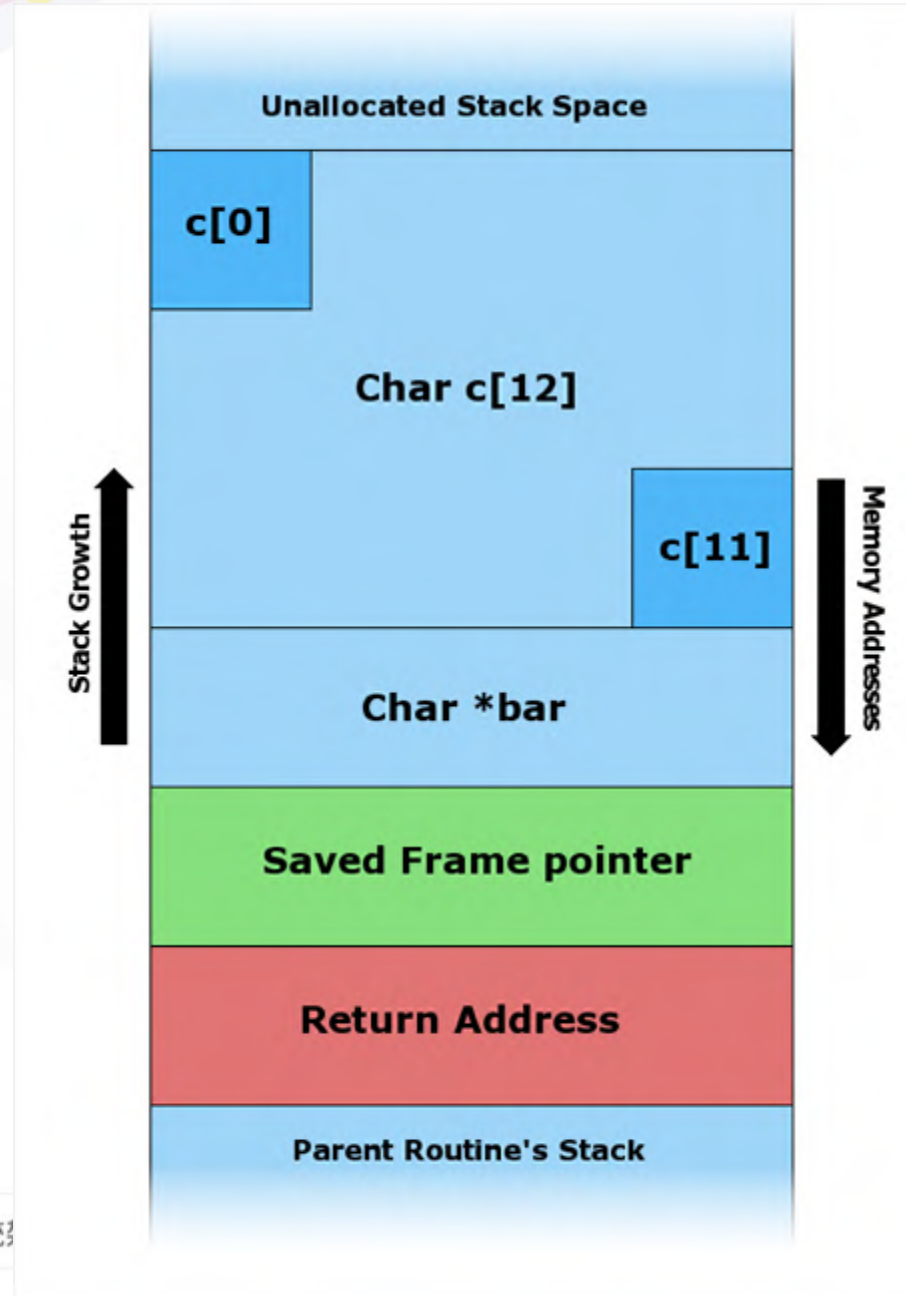 Unallocated Stack Space
c[0]
Char c[12]
Stack Growth
c[11]
Memory Addresses
Char *bar
Saved Frame pointer
Return Address
Parent Routine's Stack